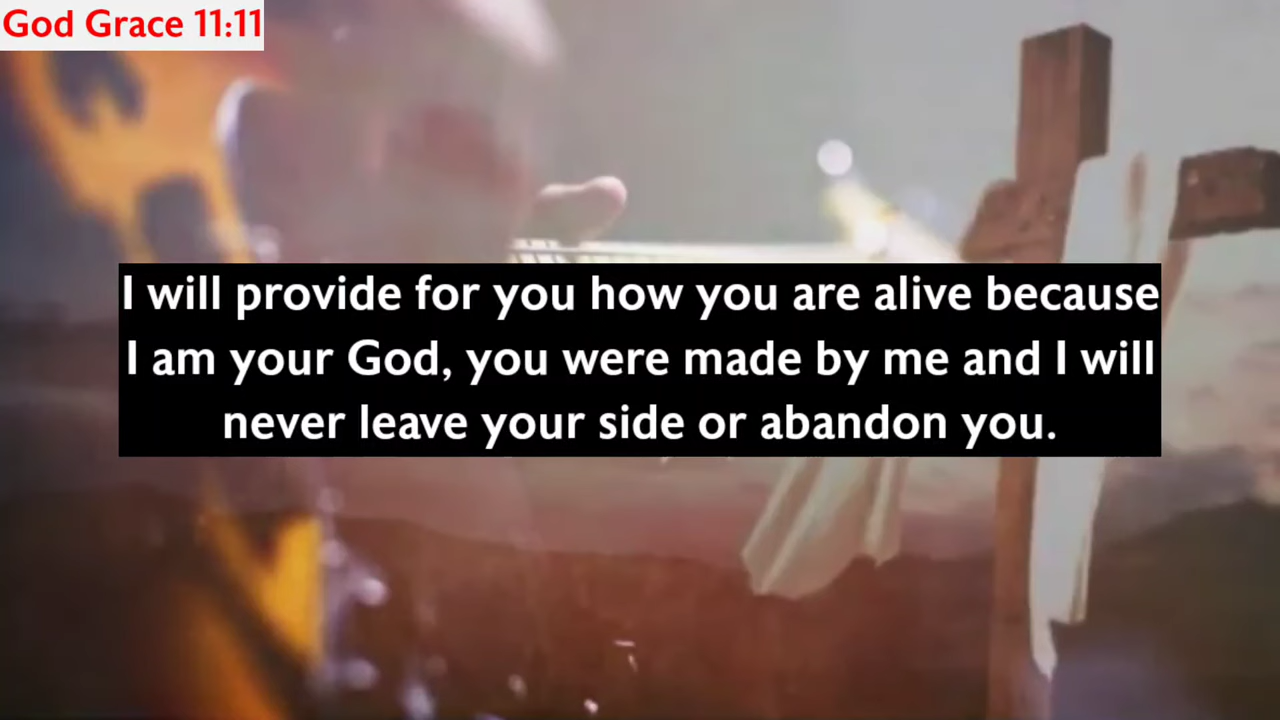 God Grace 11:11
I will provide for you how you are alive because
I am your God, you were made by me and I will
never leave your side or abandon you.